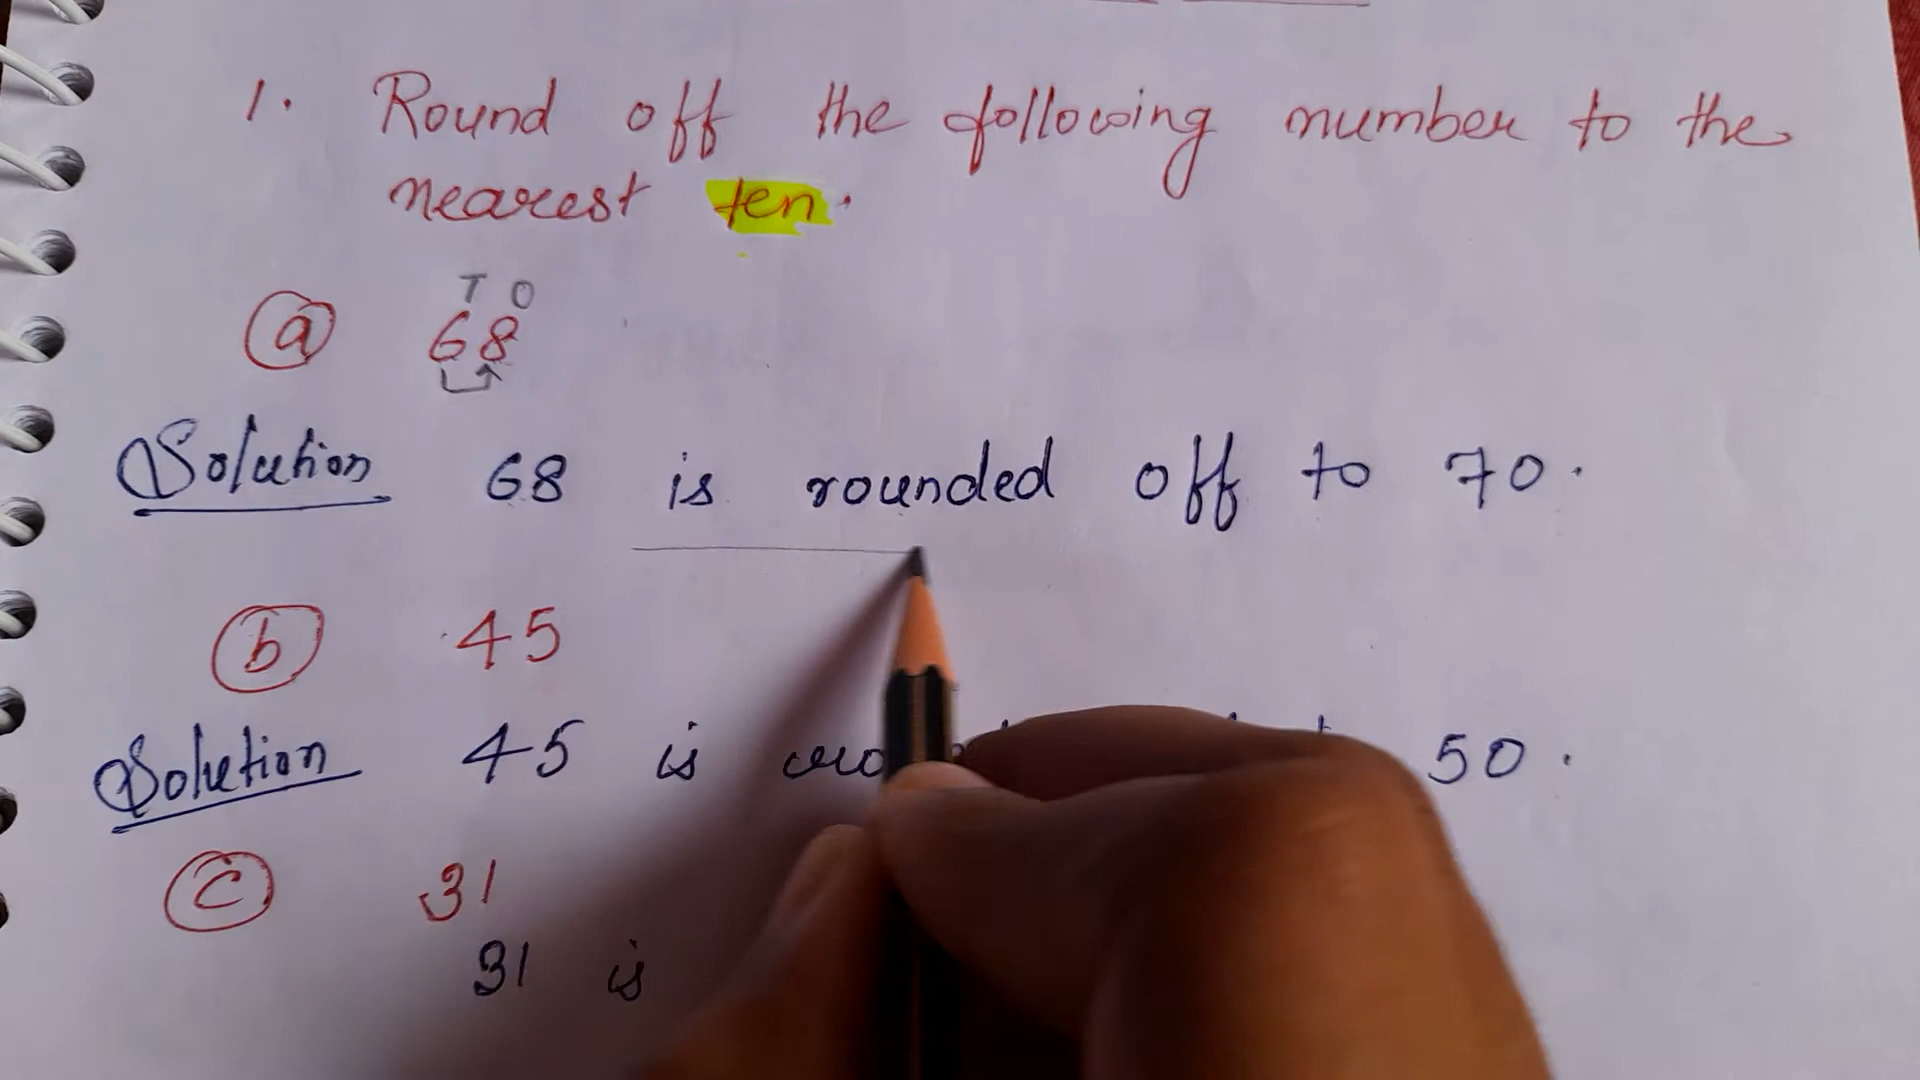 1. Round off the following number to the
nearest ten.
T O
(a) 68
Solution 68 is rounded off to 70.
(b) 45
Solution 45 is 50.
(c) 31
31 is